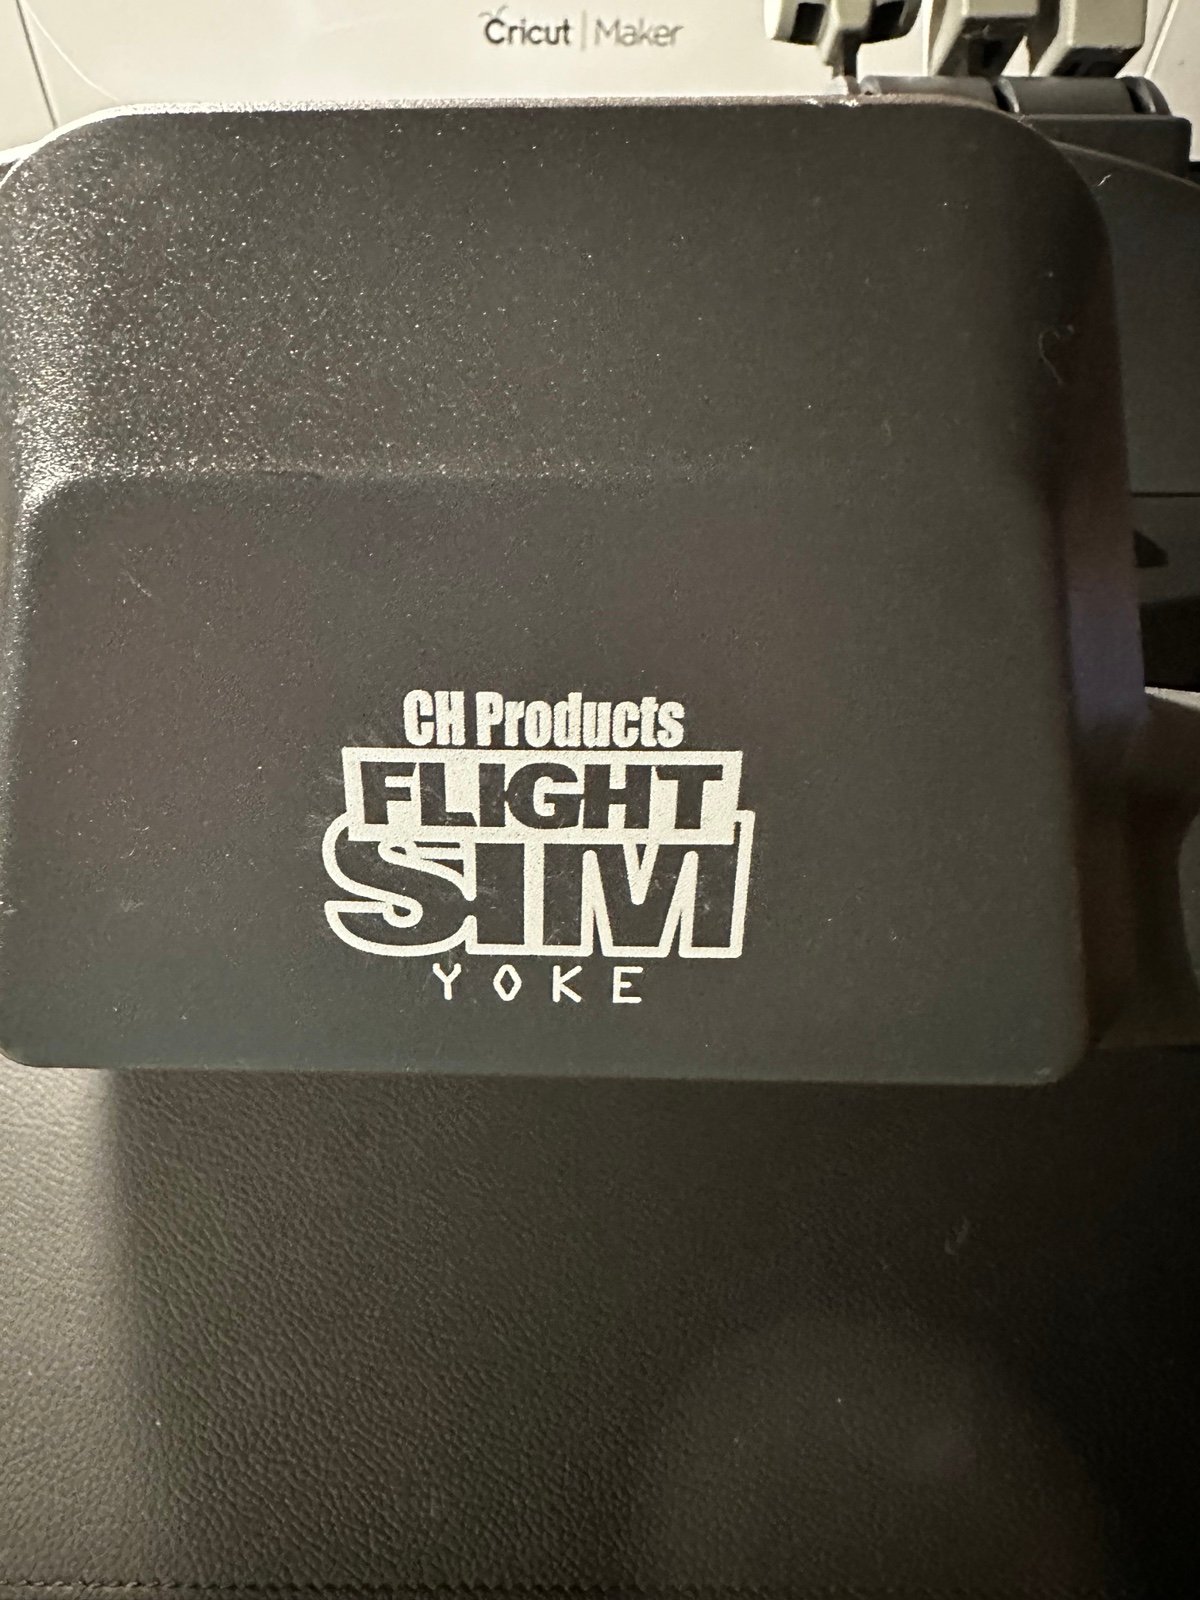 Cricut | Maker
CH Products
FLIGHT
SIM
YOKE